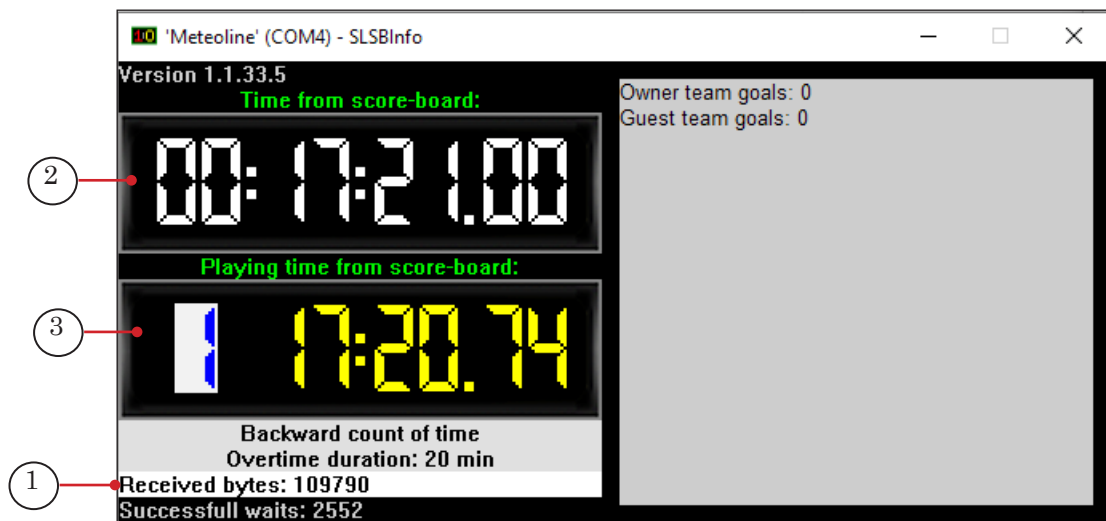 'Meteoline' (COM4) - SLSBInfo
Version 1.1.33.5
Time from score-board:
00:17:21.00
2
Playing time from score-board:
1 17:20.74
3
Backward count of time
Overtime duration: 20 min
Received bytes: 109790
1
Successfull waits: 2552
Owner team goals: 0
Guest team goals: 0